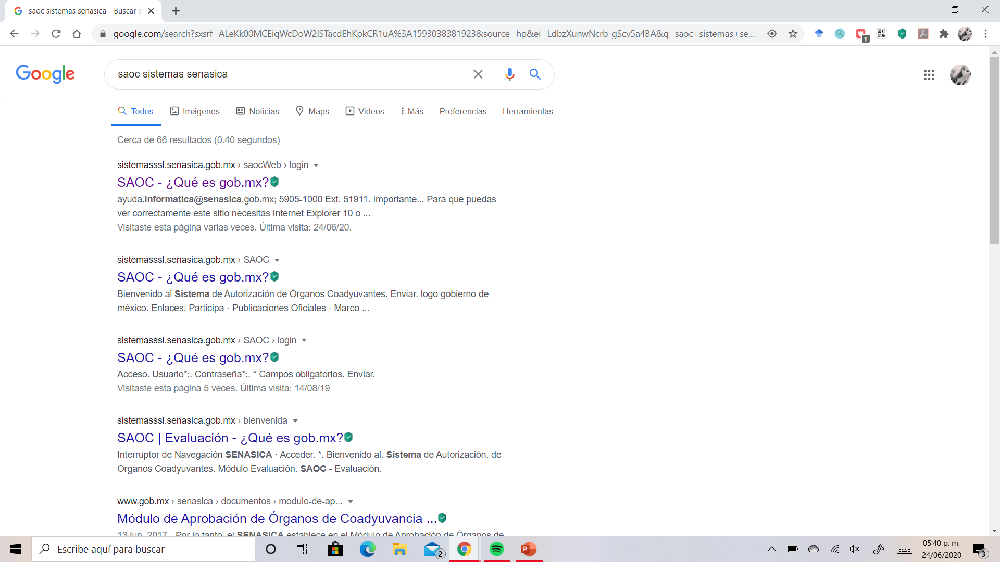 saoc sistemas senasica - Buscar c
google.com/search?sxsrf=ALeKk00MCEiqWcDoW2lSTacdEhKpkCR1uA%3A1593038381923&source=hp&ei=LdbzXunwNcrb-gScv5a4BA&q=saoc+sistemas+se...
1
Google
saoc sistemas senasica
Todos Imágenes Noticias Maps Videos Más Preferencias Herramientas
Cerca de 66 resultados (0.40 segundos)
sistemasssl.senasica.gob.mx › saocWeb › login
SAOC - ¿Qué es gob.mx?
ayuda.informatica@senasica.gob.mx; 5905-1000 Ext. 51911. Importante... Para que puedas
ver correctamente este sitio necesitas Internet Explorer 10 o ...
Visitaste esta página varias veces. Última visita: 24/06/20.
sistemasssl.senasica.gob.mx › SAOC
SAOC - ¿Qué es gob.mx?
Bienvenido al Sistema de Autorización de Órganos Coadyuvantes. Enviar. logo gobierno de
méxico. Enlaces. Participa · Publicaciones Oficiales · Marco ...
sistemasssl.senasica.gob.mx › SAOC › login
SAOC - ¿Qué es gob.mx?
Acceso. Usuario*:. Contraseña*:. * Campos obligatorios. Enviar.
Visitaste esta página 5 veces. Última visita: 14/08/19
sistemasssl.senasica.gob.mx › bienvenida
SAOC | Evaluación - ¿Qué es gob.mx?
Interruptor de Navegación SENASICA · Acceder. *. Bienvenido al. Sistema de Autorización. de
Organos Coadyuvantes. Módulo Evaluación. SAOC - Evaluación.
www.gob.mx › senasica › documentos › modulo-de-ap...
Módulo de Aprobación de Órganos de Coadyuvancia ...
13 jun. 2017 - Por lo tanto, el SENASICA establece en el Módulo de Aprobación de Órganos de
Escribe aquí para buscar
2
05:40 p. m.
24/06/2020
3